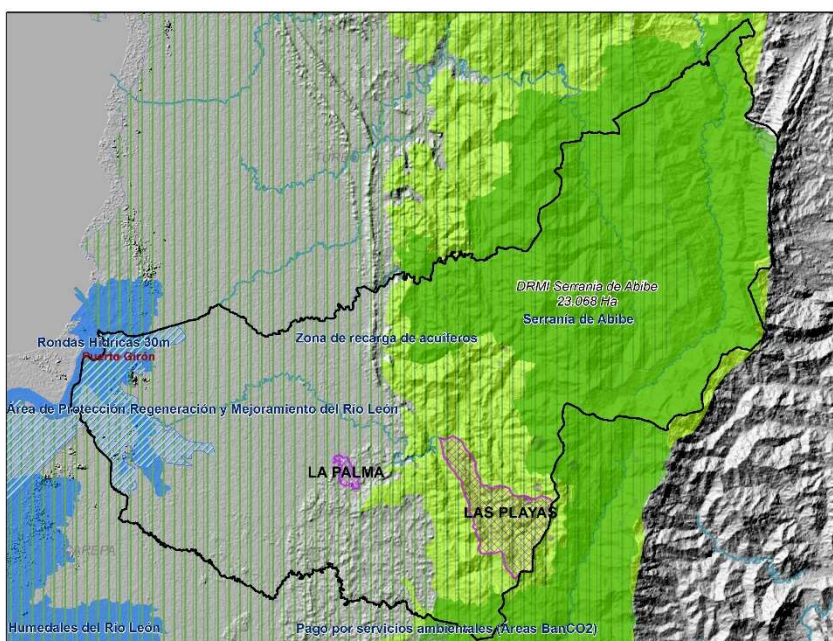 TURBO
DRMI Serranía de Abibe
23.068 Ha
Serranía de Abibe
Rondas Hídricas 30m
Zona de recarga de acuíferos
Puerto Girón
Área de Protección Regeneración y Mejoramiento del Río León
LA PALMA
LAS PLAYAS
CAREPA
Humedales del Río León
Pago por servicios ambientales (Áreas BanCO2)